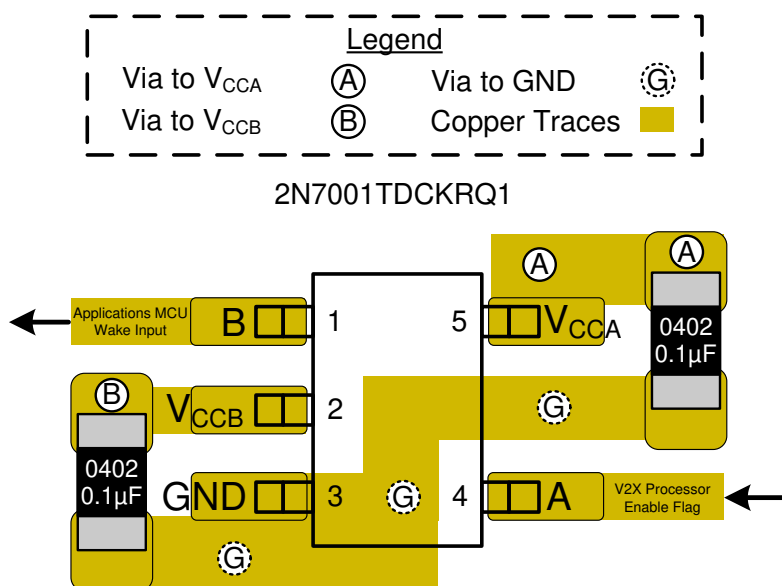 Legend
Via to VCCA A Via to GND G
Via to VCCB B Copper Traces
2N7001TDCKRQ1
A A
Applications MCU
Wake Input
B 1 5 VCCA
0402
0.1µF
B
VCCB 2
G
0402
0.1µF
GND 3 G 4 A
V2X Processor
Enable Flag
G